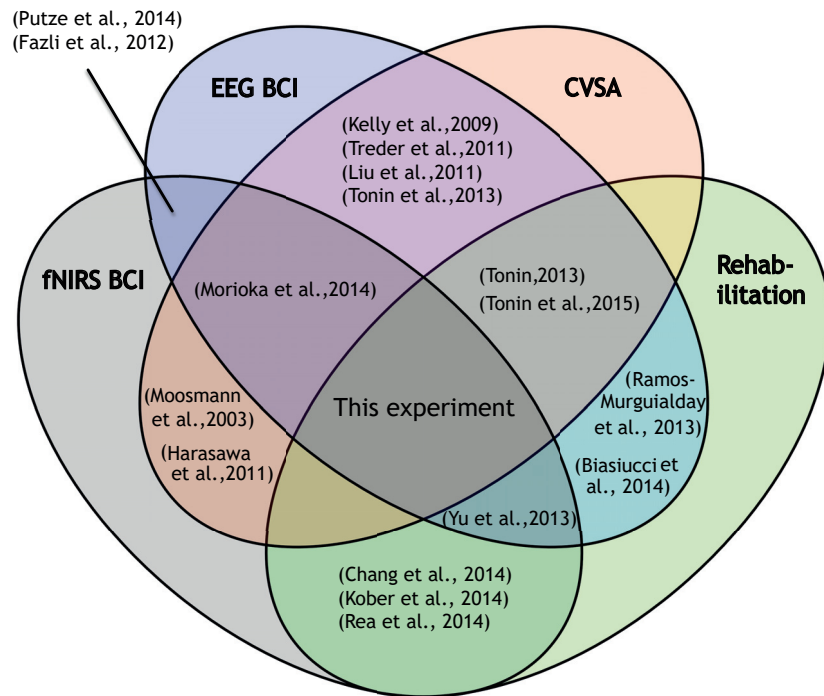 (Putze et al., 2014)
(Fazli et al., 2012)
EEG BCI
CVSA
(Kelly et al.,2009)
(Treder et al.,2011)
(Liu et al.,2011)
(Tonin et al.,2013)
fNIRS BCI
(Morioka et al.,2014)
(Tonin,2013)
(Tonin et al.,2015)
Rehab-
ilitation
(Moosmann
et al.,2003)
(Harasawa
et al.,2011)
This experiment
(Ramos-
Murguialday
et al., 2013)
(Biasiucci et
al., 2014)
(Yu et al.,2013)
(Chang et al., 2014)
(Kober et al., 2014)
(Rea et al., 2014)